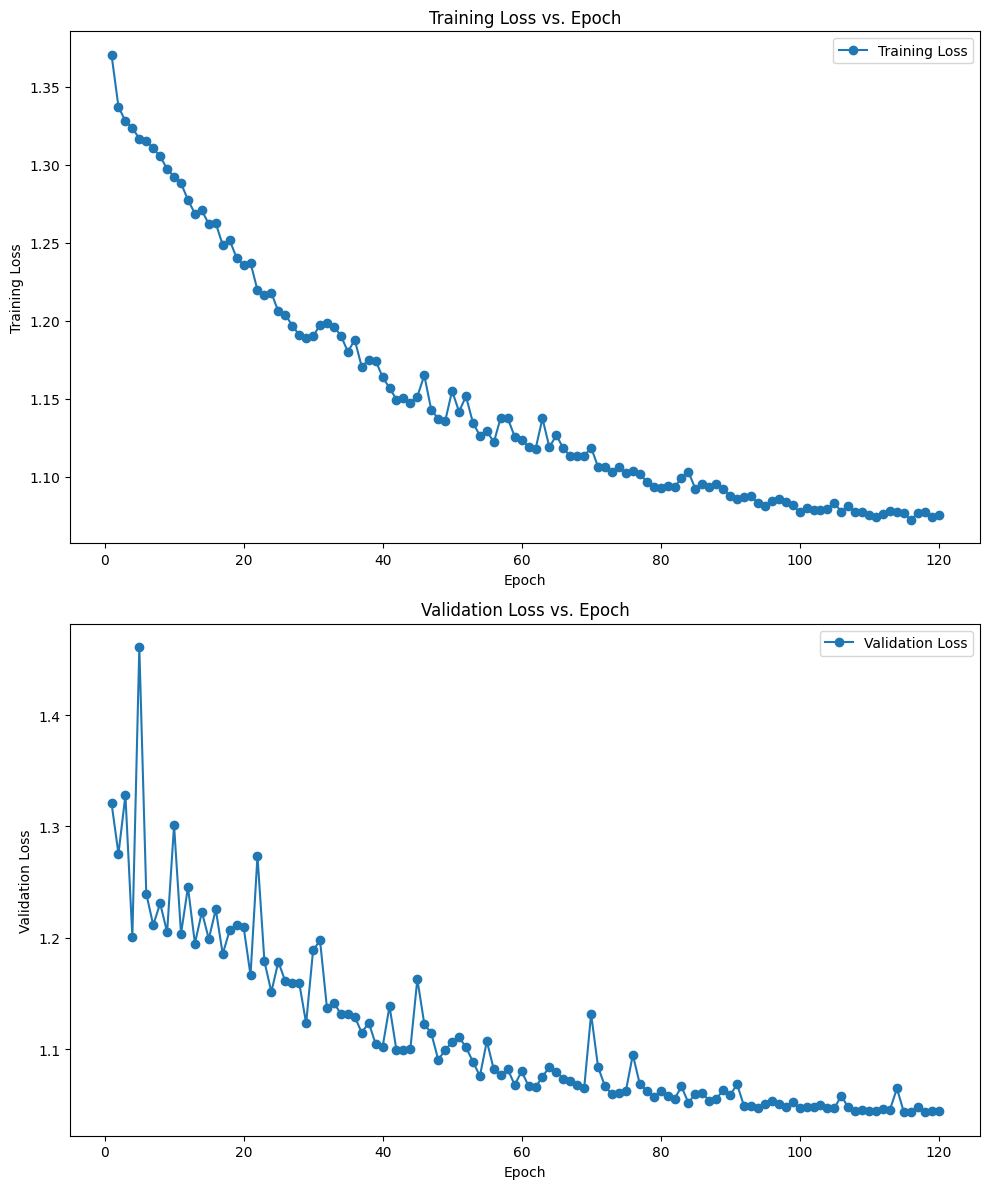 Training Loss vs. Epoch
Training Loss
1.35
1.30
1.25
1.20
1.15
1.10
Training Loss
0 20 40 60 80 100 120
Epoch
Validation Loss vs. Epoch
Validation Loss
1.4
1.3
1.2
1.1
Validation Loss
0 20 40 60 80 100 120
Epoch